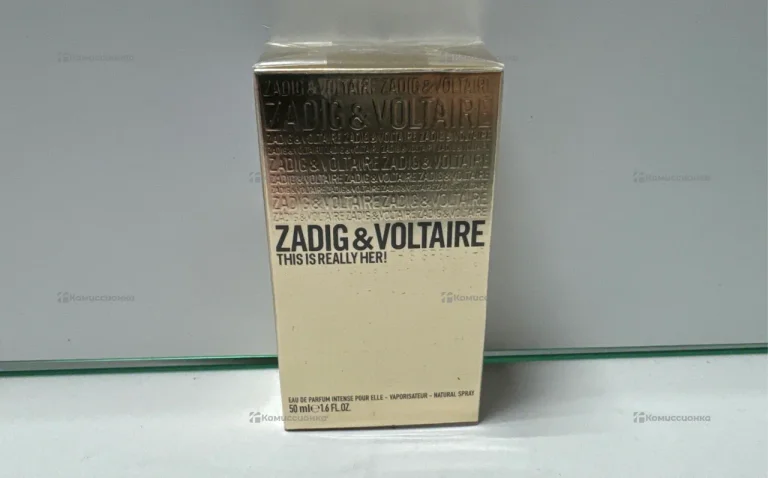 ZADIG & VOLTAIRE ZADIG & VOLTAIRE
ZADIG & VOLTAIRE
ZADIG & VOLTAIRE ZADIG & VOLTAIRE
ZADIG & VOLTAIRE ZADIG & VOLTAIRE
ZADIG & VOLTAIRE
THIS IS REALLY HER!
EAU DE PARFUM INTENSE POUR ELLE - VAPORISATEUR - NATURAL SPRAY
50 ml ℮ 1.6 FL.OZ.
Комиссионка
Комиссионка
Комиссионка
Комиссионка
Комиссионка
Комиссионка
Комиссионка
Комиссионка
Комиссионка